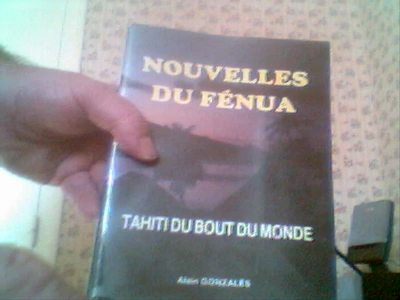 NOUVELLES
DU FÉNUA
TAHITI DU BOUT DU MONDE
Alain GONZALÈS